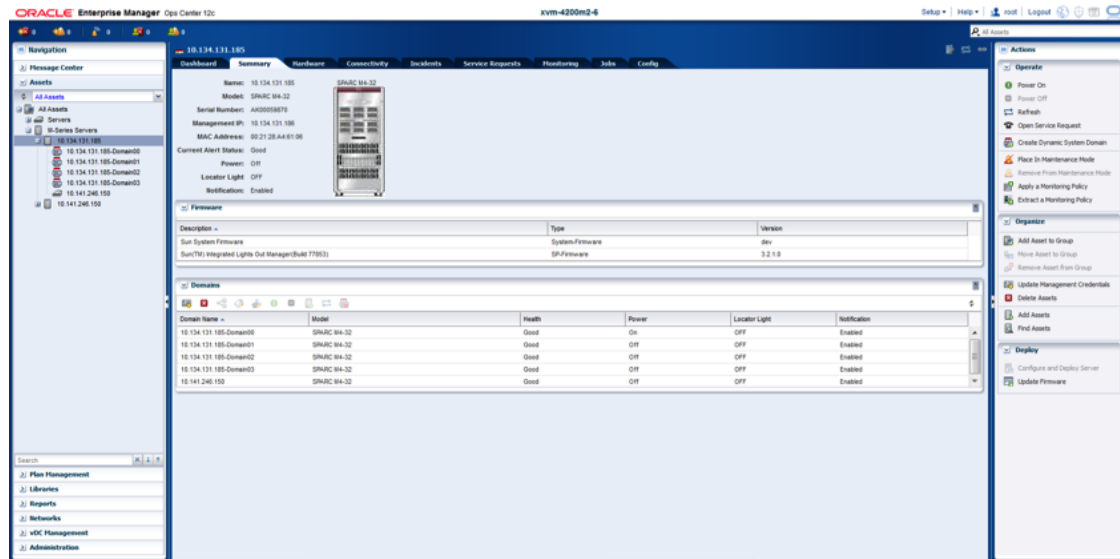 ORACLE Enterprise Manager Ops Center 12c
xvm-4200m2-6
Setup Help root Logout
0 0 0 0 0
All Assets
Navigation
Message Center
Assets
All Assets
All Assets
Servers
M-Series Servers
10.134.131.185
10.134.131.185-Domain00
10.134.131.185-Domain01
10.134.131.185-Domain02
10.134.131.185-Domain03
10.141.246.150
10.141.246.150
Search
Plan Management
Libraries
Reports
Networks
vDC Management
Administration
10.134.131.185
Dashboard Summary Hardware Connectivity Incidents Service Requests Monitoring Jobs Config
Name: 10.134.131.185
SPARC M4-32
Model: SPARC M4-32
Serial Number: AK00059878
Management IP: 10.134.131.186
MAC Address: 00:21:28:A4:61:06
Current Alert Status: Good
Power: Off
Locator Light OFF
Notification: Enabled
Firmware
Description Type Version
Sun System Firmware System-Firmware dev
Sun(TM) Integrated Lights Out Manager(Build 77853) SP-Firmware 3.2.1.0
Domains
Domain Name Model Health Power Locator Light Notification
10.134.131.185-Domain00 SPARC M4-32 Good On OFF Enabled
10.134.131.185-Domain01 SPARC M4-32 Good Off OFF Enabled
10.134.131.185-Domain02 SPARC M4-32 Good Off OFF Enabled
10.134.131.185-Domain03 SPARC M4-32 Good Off OFF Enabled
10.141.246.150 SPARC M4-32 Good Off OFF Enabled
Actions
Operate
Power On
Power Off
Refresh
Open Service Request
Create Dynamic System Domain
Place In Maintenance Mode
Remove From Maintenance Mode
Apply a Monitoring Policy
Extract a Monitoring Policy
Organize
Add Asset to Group
Move Asset to Group
Remove Asset from Group
Update Management Credentials
Delete Assets
Add Assets
Find Assets
Deploy
Configure and Deploy Server
Update Firmware